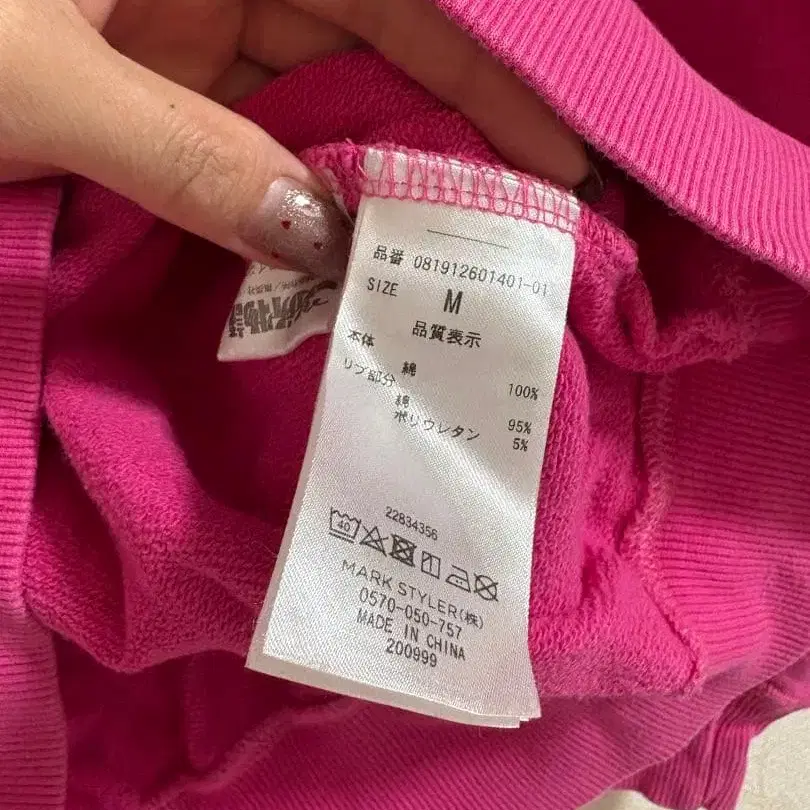 品番 081912601401-01
SIZE M
品質表示
本体
綿 100%
リブ部分
綿 95%
ポリウレタン 5%
22834356
40
MARK STYLER(株)
0570-050-757
MADE IN CHINA
200999